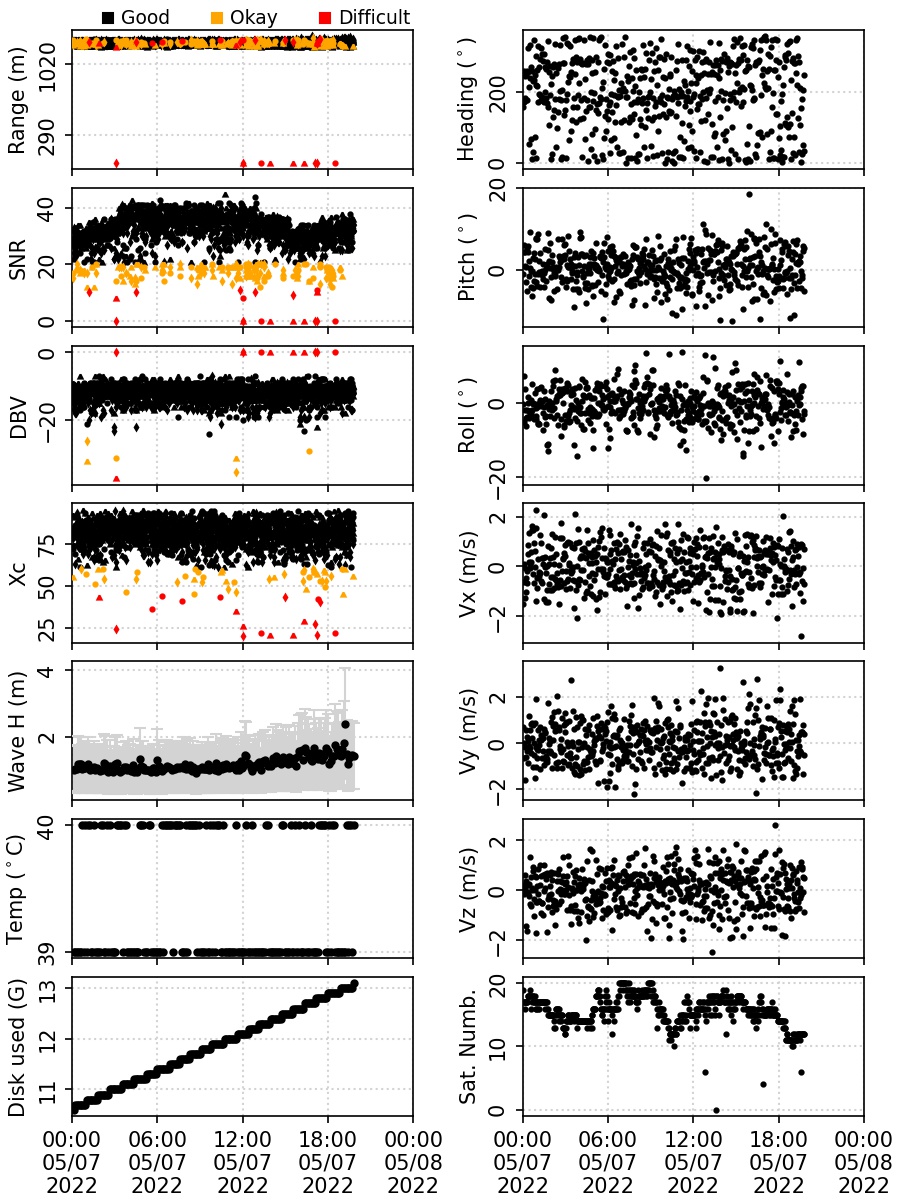 Good Okay Difficult
Range (m)
1020
290
Heading (°)
200
0
SNR
40
20
0
Pitch (°)
20
0
DBV
0
−20
Roll (°)
0
−20
Xc
75
50
25
Vx (m/s)
2
0
−2
Wave H (m)
4
2
Vy (m/s)
2
0
−2
Temp (°C)
40
39
Vz (m/s)
2
0
−2
Disk used (G)
13
12
11
Sat. Numb.
20
10
0
00:00 06:00 12:00 18:00 00:00
05/07 05/07 05/07 05/07 05/08
2022 2022 2022 2022 2022
00:00 06:00 12:00 18:00 00:00
05/07 05/07 05/07 05/07 05/08
2022 2022 2022 2022 2022